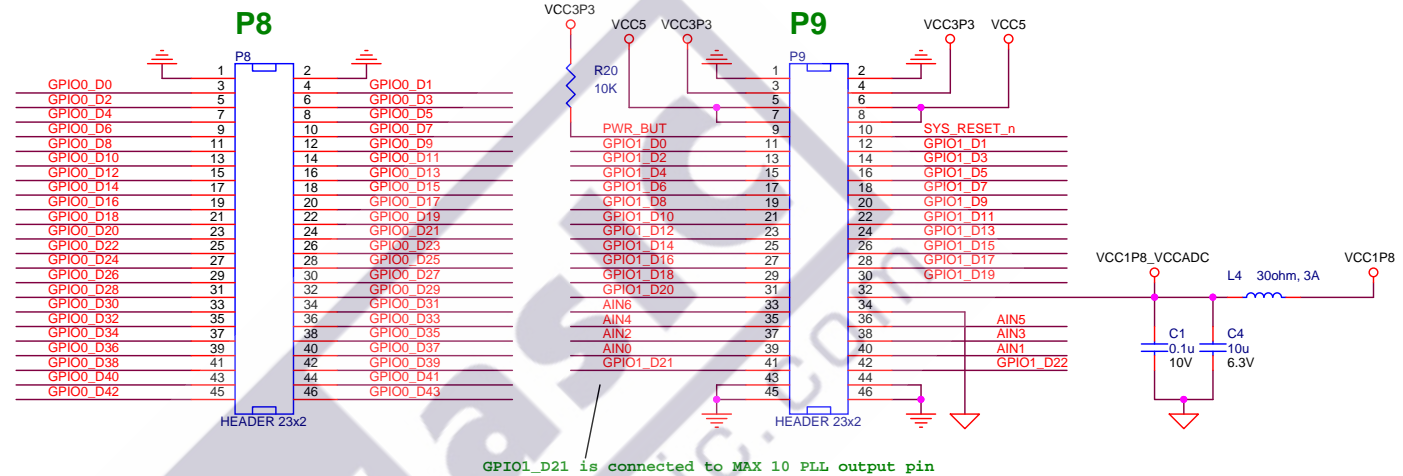 P8
VCC3P3
VCC5
VCC3P3
P9
VCC3P3
VCC5
P8
P9
R20
10K
1 2
GPIO0_D0 3 4 GPIO0_D1
GPIO0_D2 5 6 GPIO0_D3
GPIO0_D4 7 8 GPIO0_D5
GPIO0_D6 9 10 GPIO0_D7
GPIO0_D8 11 12 GPIO0_D9
GPIO0_D10 13 14 GPIO0_D11
GPIO0_D12 15 16 GPIO0_D13
GPIO0_D14 17 18 GPIO0_D15
GPIO0_D16 19 20 GPIO0_D17
GPIO0_D18 21 22 GPIO0_D19
GPIO0_D20 23 24 GPIO0_D21
GPIO0_D22 25 26 GPIO0_D23
GPIO0_D24 27 28 GPIO0_D25
GPIO0_D26 29 30 GPIO0_D27
GPIO0_D28 31 32 GPIO0_D29
GPIO0_D30 33 34 GPIO0_D31
GPIO0_D32 35 36 GPIO0_D33
GPIO0_D34 37 38 GPIO0_D35
GPIO0_D36 39 40 GPIO0_D37
GPIO0_D38 41 42 GPIO0_D39
GPIO0_D40 43 44 GPIO0_D41
GPIO0_D42 45 46 GPIO0_D43
HEADER 23x2
1 2
3 4
5 6
7 8
PWR_BUT 9 10 SYS_RESET_n
GPIO1_D0 11 12 GPIO1_D1
GPIO1_D2 13 14 GPIO1_D3
GPIO1_D4 15 16 GPIO1_D5
GPIO1_D6 17 18 GPIO1_D7
GPIO1_D8 19 20 GPIO1_D9
GPIO1_D10 21 22 GPIO1_D11
GPIO1_D12 23 24 GPIO1_D13
GPIO1_D14 25 26 GPIO1_D15
GPIO1_D16 27 28 GPIO1_D17
GPIO1_D18 29 30 GPIO1_D19
GPIO1_D20 31 32
AIN6 33 34
AIN4 35 36 AIN5
AIN2 37 38 AIN3
AIN0 39 40 AIN1
GPIO1_D21 41 42 GPIO1_D22
43 44
45 46
HEADER 23x2
VCC1P8_VCCADC
VCC1P8
L4 30ohm, 3A
C1
0.1u
10V
C4
10u
6.3V
GPIO1_D21 is connected to MAX 10 PLL output pin
asic
ic.com